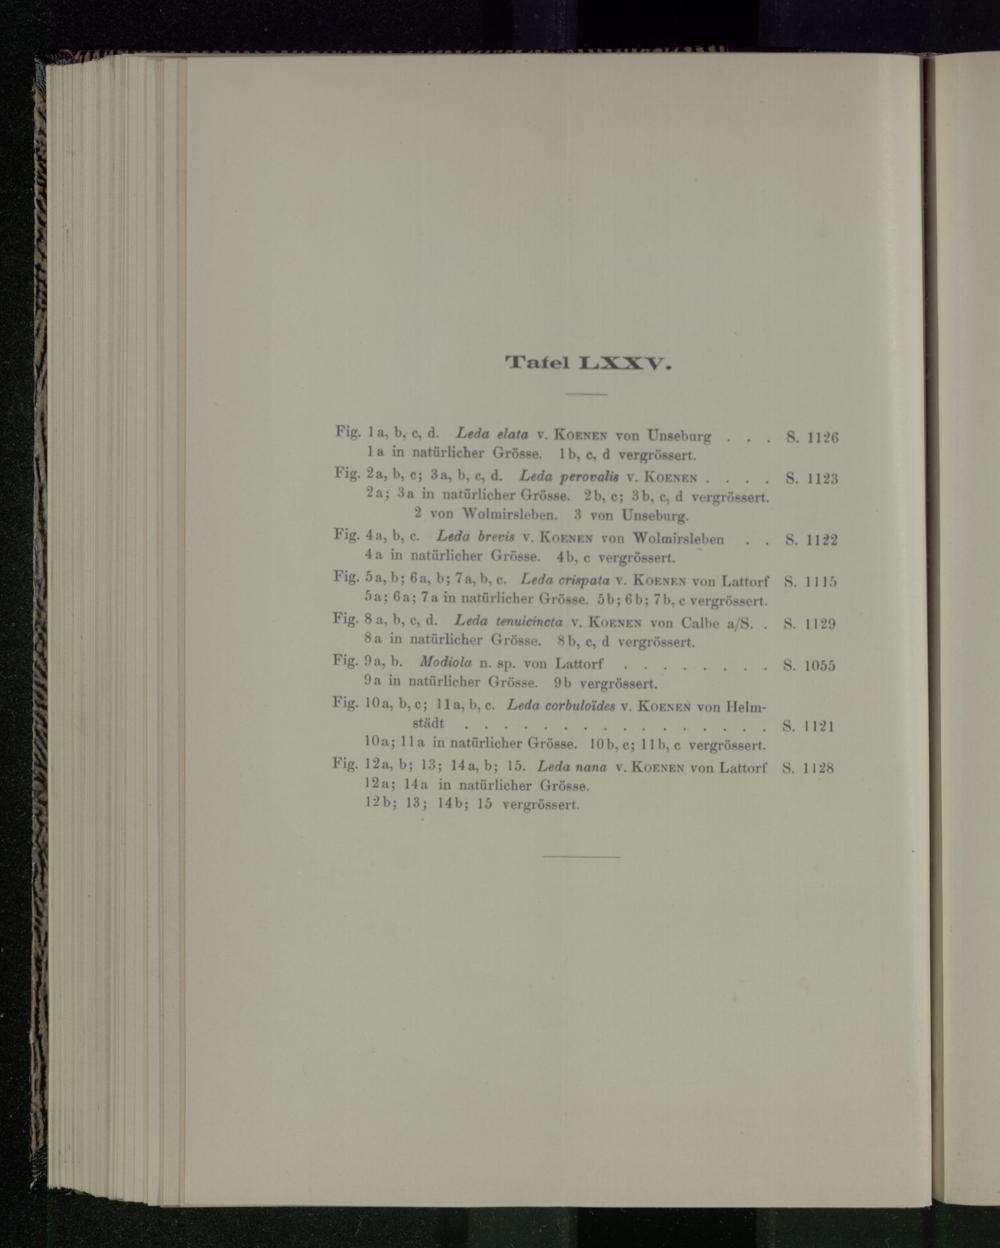 Tafel LXXV.
Fig. 1a, b, c, d. Leda elata v. Koenen von Unseburg . . . S. 1126
1a in natürlicher Grösse. 1b, c, d vergrössert.
Fig. 2a, b, c; 3a, b, c, d. Leda perovalis v. Koenen . . . . S. 1123
2a; 3a in natürlicher Grösse. 2b, c; 3b, c, d vergrössert.
2 von Wolmirsleben. 3 von Unseburg.
Fig. 4a, b, c. Leda brevis v. Koenen von Wolmirsleben . . S. 1122
4a in natürlicher Grösse. 4b, c vergrössert.
Fig. 5a, b; 6a, b; 7a, b, c. Leda crispata v. Koenen von Lattorf S. 1115
5a; 6a; 7a in natürlicher Grösse. 5b; 6b; 7b, c vergrössert.
Fig. 8a, b, c, d. Leda tenuicincta v. Koenen von Calbe a/S. . S. 1129
8a in natürlicher Grösse. 8b, c, d vergrössert.
Fig. 9a, b. Modiola n. sp. von Lattorf . . . . . . . . S. 1055
9a in natürlicher Grösse. 9b vergrössert.
Fig. 10a, b, c; 11a, b, c. Leda corbuloïdes v. Koenen von Helm-
städt . . . . . . . . . . . . . . . . S. 1121
10a; 11a in natürlicher Grösse. 10b, c; 11b, c vergrössert.
Fig. 12a, b; 13; 14a, b; 15. Leda nana v. Koenen von Lattorf S. 1128
12a; 14a in natürlicher Grösse.
12b; 13; 14b; 15 vergrössert.